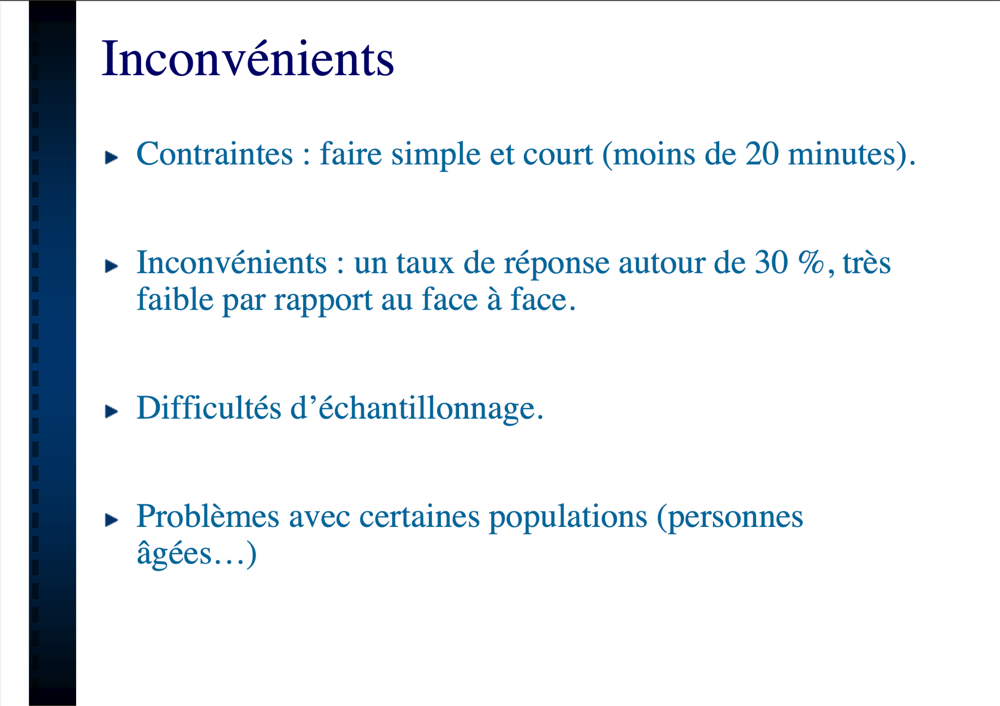 Inconvénients
Contraintes : faire simple et court (moins de 20 minutes).
Inconvénients : un taux de réponse autour de 30 %, très
faible par rapport au face à face.
Difficultés d’échantillonnage.
Problèmes avec certaines populations (personnes
âgées…)